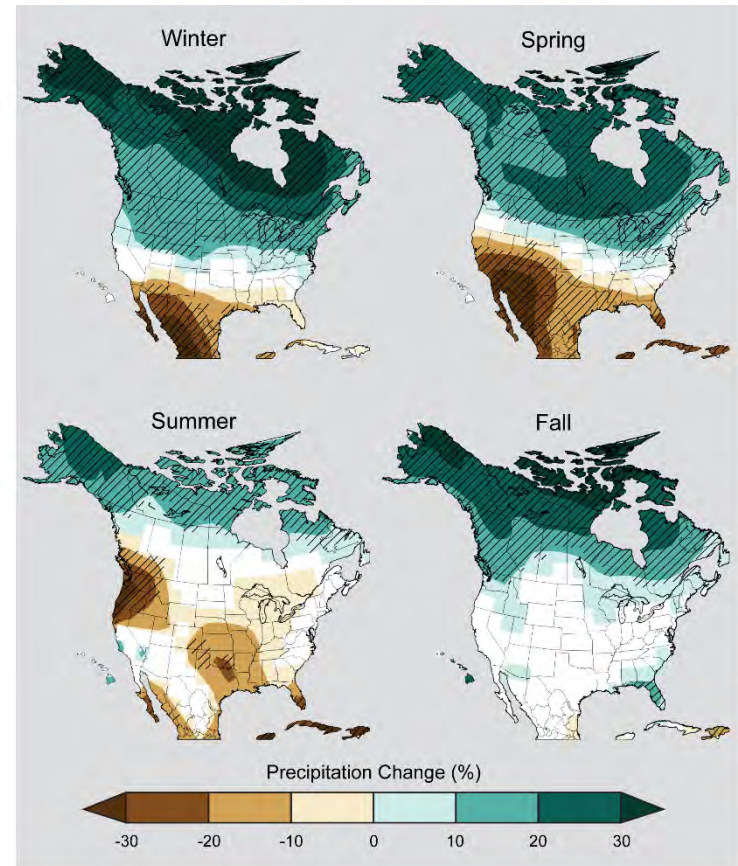 Winter
Spring
Summer
Fall
Precipitation Change (%)
-30 -20 -10 0 10 20 30